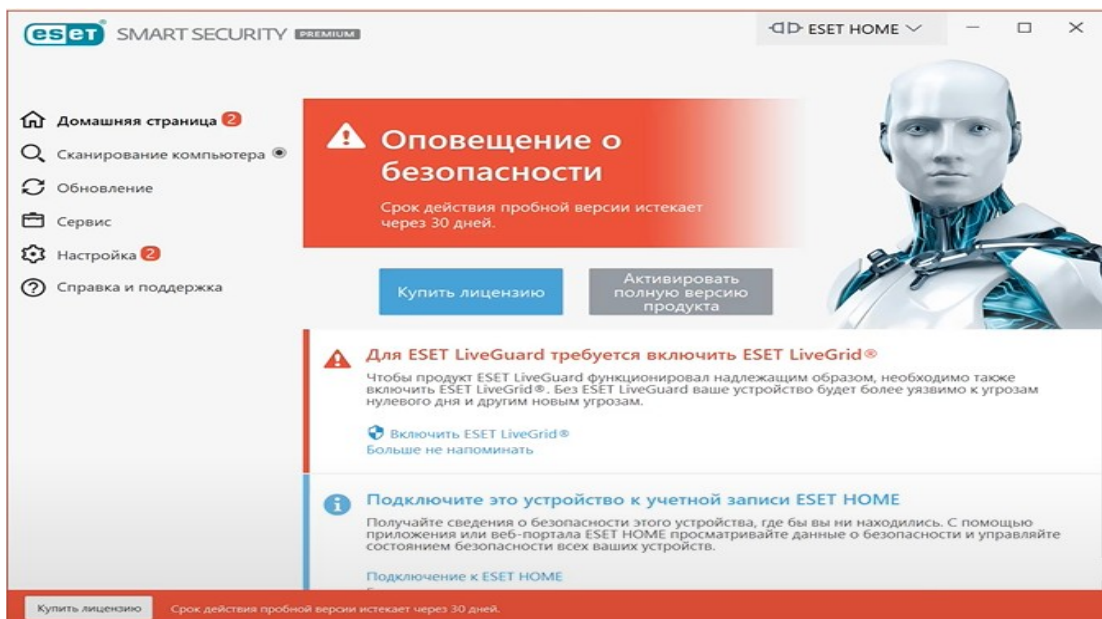 eset SMART SECURITY PREMIUM
ESET HOME
Домашняя страница 2
Сканирование компьютера
Обновление
Сервис
Настройка 2
Справка и поддержка
Оповещение о
безопасности
Срок действия пробной версии истекает
через 30 дней.
Купить лицензию
Активировать
полную версию
продукта
Для ESET LiveGuard требуется включить ESET LiveGrid®
Чтобы продукт ESET LiveGuard функционировал надлежащим образом, необходимо также
включить ESET LiveGrid®. Без ESET LiveGuard ваше устройство будет более уязвимо к угрозам
нулевого дня и другим новым угрозам.
Включить ESET LiveGrid®
Больше не напоминать
Подключите это устройство к учетной записи ESET HOME
Получайте сведения о безопасности этого устройства, где бы вы ни находились. С помощью
приложения или веб-портала ESET HOME просматривайте данные о безопасности и управляйте
состоянием безопасности всех ваших устройств.
Подключение к ESET HOME
Купить лицензию
Срок действия пробной версии истекает через 30 дней.